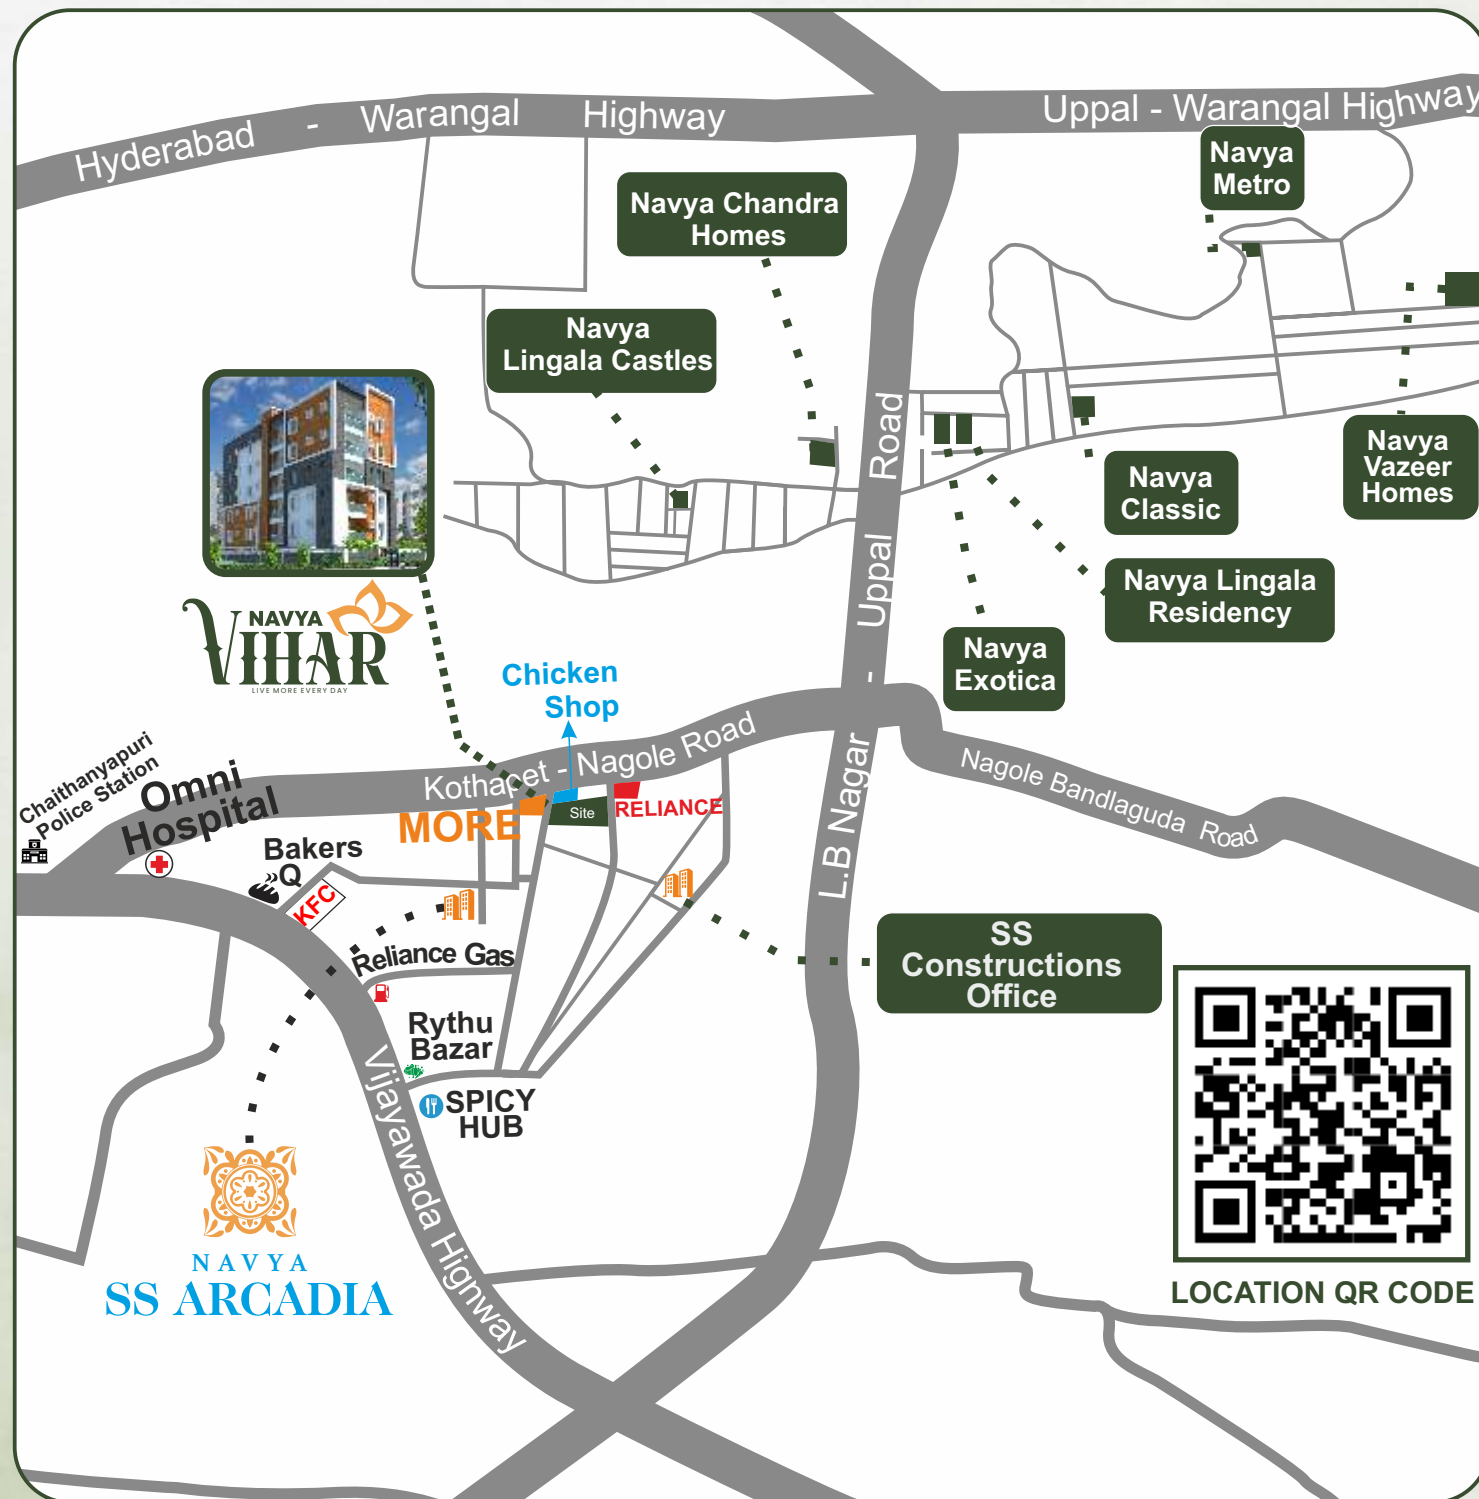 Hyderabad - Warangal Highway
Uppal - Warangal Highway
Navya
Metro
Navya Chandra
Homes
Navya
Lingala Castles
Navya
Vazeer
Homes
Navya
Classic
Navya Lingala
Residency
Navya
Exotica
NAVYA
VIHAR
LIVE MORE EVERY DAY
Chicken
Shop
L.B Nagar - Uppal Road
Kothapet - Nagole Road
Nagole Bandlaguda Road
Chaithanyapuri
Police Station
Omni
Hospital
MORE
Site
RELIANCE
Bakers
Q
KFC
Reliance Gas
Rythu
Bazar
SPICY
HUB
Vijayawada Highway
SS
Constructions
Office
NAVYA
SS ARCADIA
LOCATION QR CODE